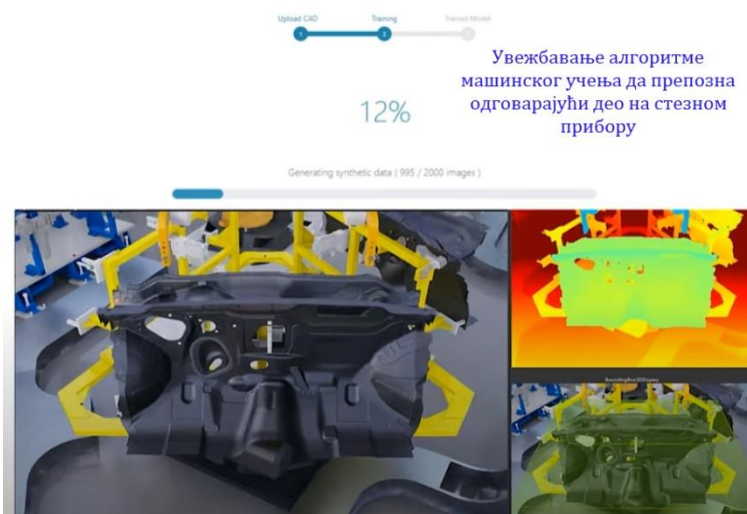 Upload CAD
Training
Trained Model
1
2
Увежбавање алгоритме
машинског учења да препозна
одговарајући део на стезном
прибору
12%
Generating synthetic data ( 995 / 2000 images )